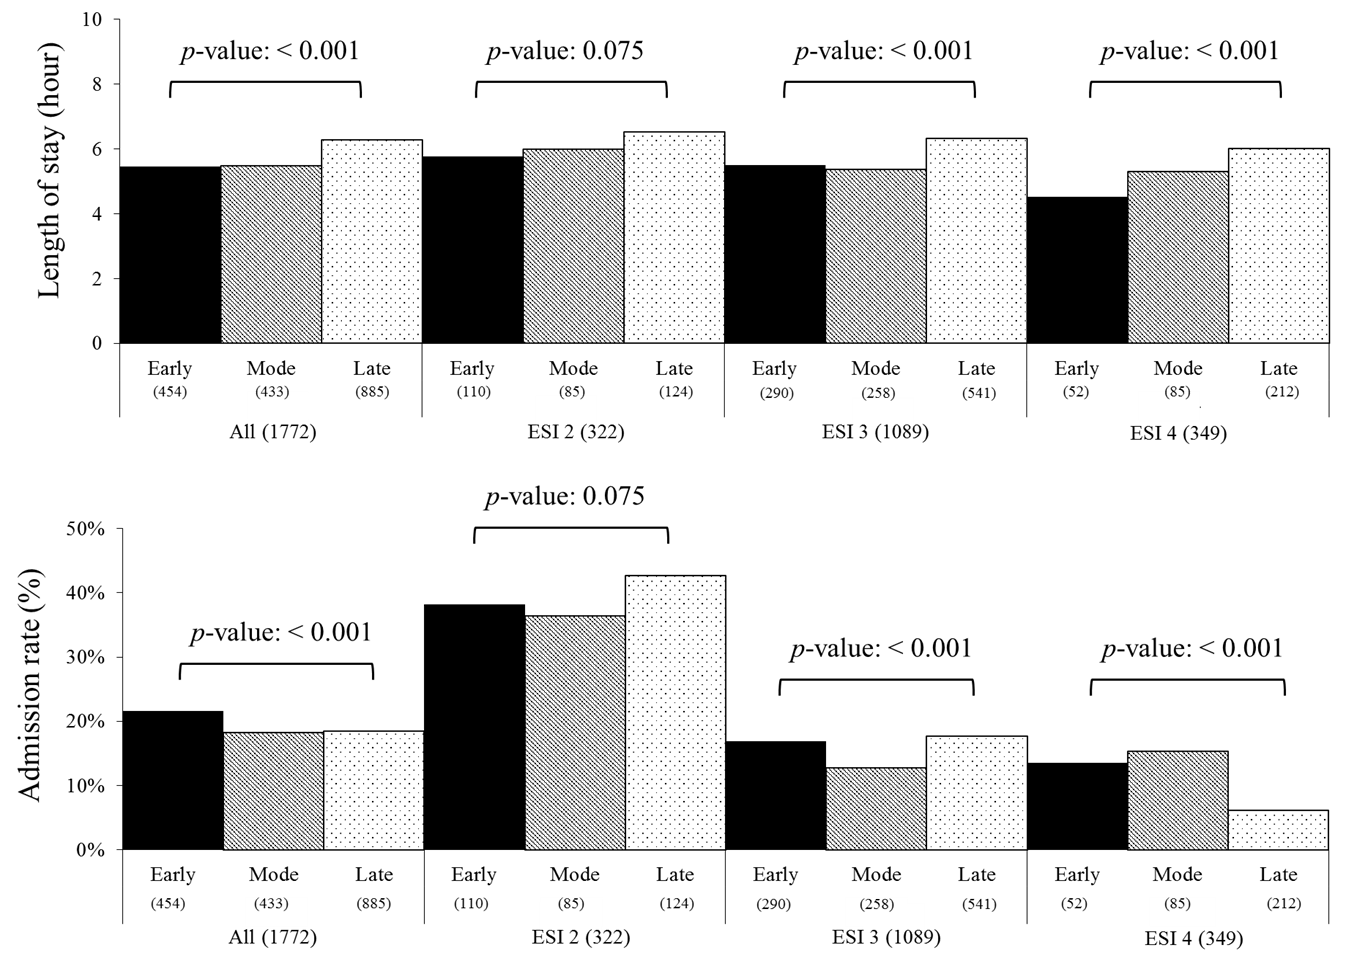 Length of stay (hour)
10
8
6
4
2
0
p-value: < 0.001
p-value: 0.075
p-value: < 0.001
p-value: < 0.001
Early Mode Late Early Mode Late Early Mode Late Early Mode Late
(454) (433) (885) (110) (85) (124) (290) (258) (541) (52) (85) (212)
All (1772) ESI 2 (322) ESI 3 (1089) ESI 4 (349)
Admission rate (%)
50%
40%
30%
20%
10%
0%
p-value: < 0.001
p-value: 0.075
p-value: < 0.001
p-value: < 0.001
Early Mode Late Early Mode Late Early Mode Late Early Mode Late
(454) (433) (885) (110) (85) (124) (290) (258) (541) (52) (85) (212)
All (1772) ESI 2 (322) ESI 3 (1089) ESI 4 (349)